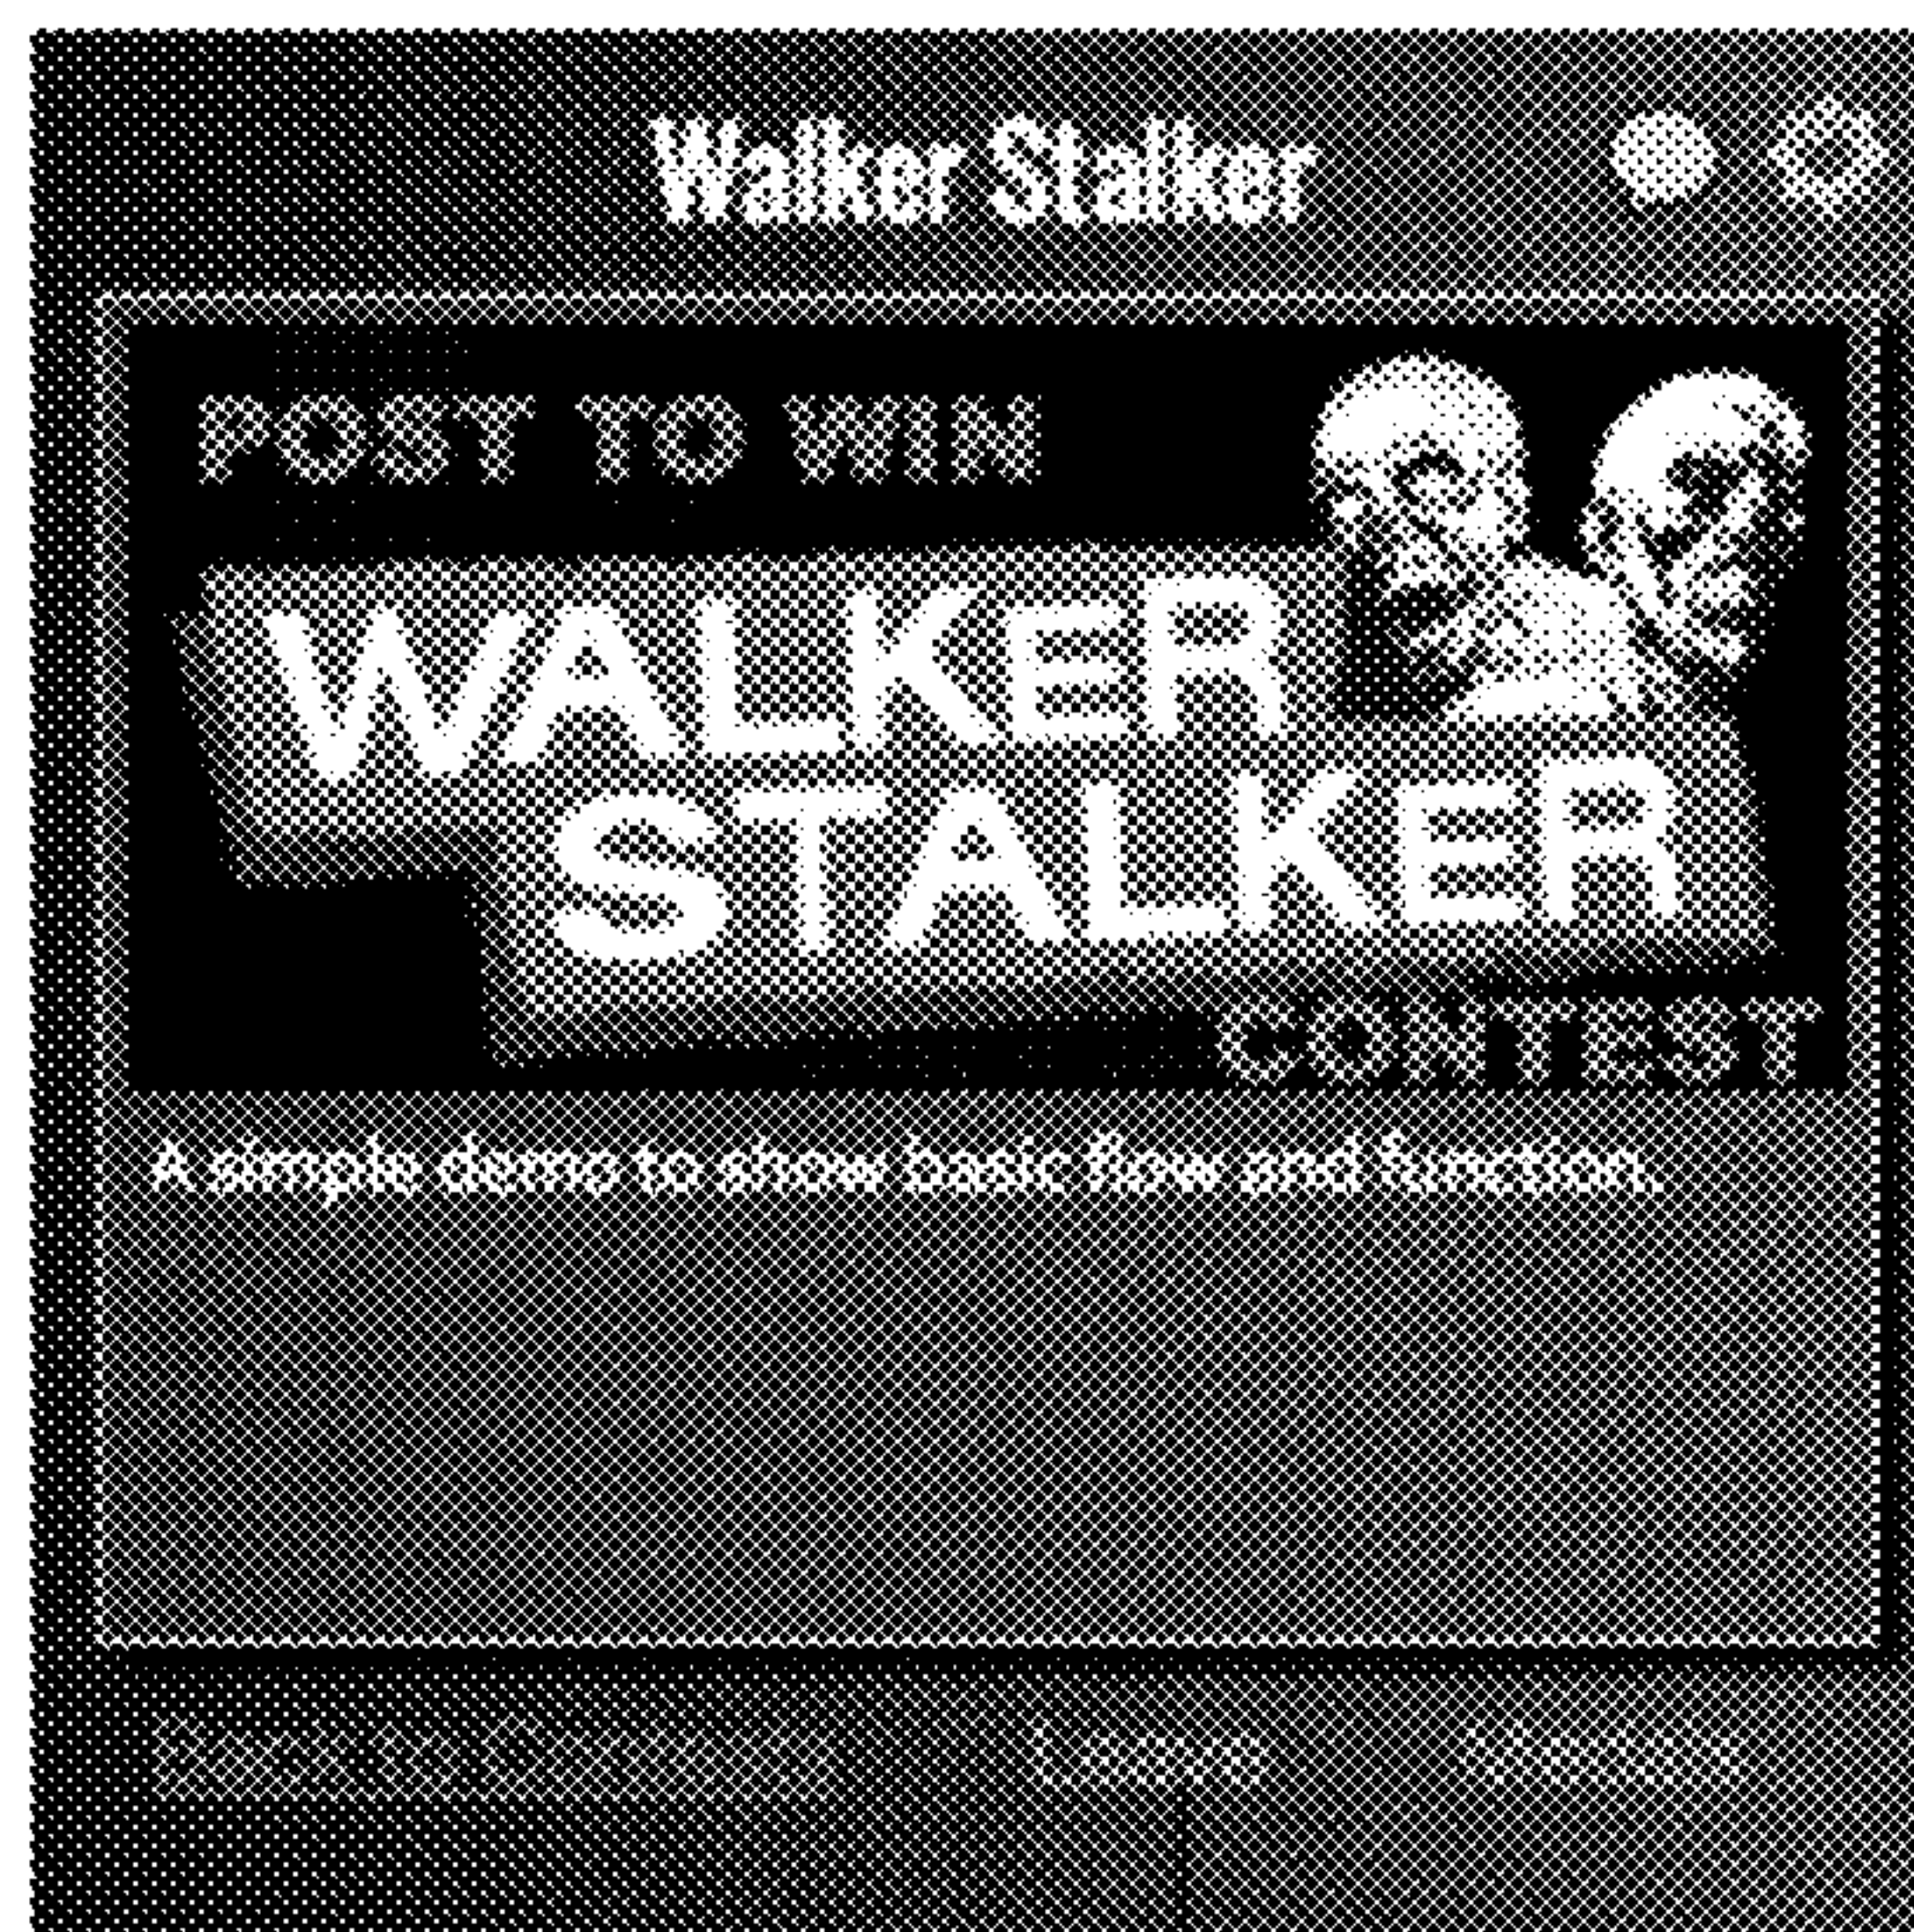 Walker Stalker
POST TO WIN
WALKER
STALKER
CONTEST
A simple demo to show basic flow and function.